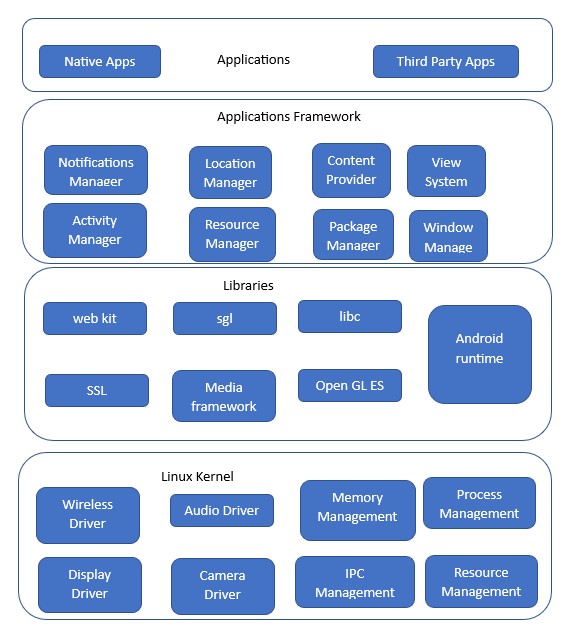 Native Apps
Applications
Third Party Apps
Applications Framework
Notifications
Manager
Location
Manager
Content
Provider
View
System
Activity
Manager
Resource
Manager
Package
Manager
Window
Manage
Libraries
web kit
sgl
libc
Android
runtime
SSL
Media
framework
Open GL ES
Linux Kernel
Wireless
Driver
Audio Driver
Memory
Management
Process
Management
Display
Driver
Camera
Driver
IPC
Management
Resource
Management